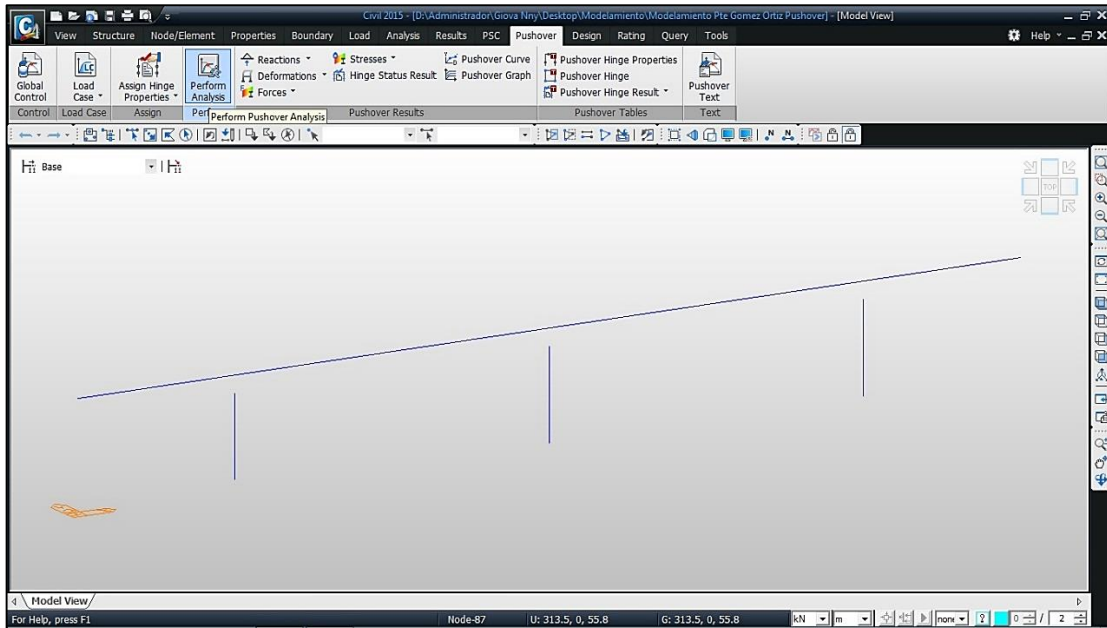 Civil 2015 - [D:\Administrador\Giova Nny\Desktop\Modelamiento\Modelamiento Pte Gomez Ortiz Pushover] - [Model View]
View Structure Node/Element Properties Boundary Load Analysis Results PSC Pushover Design Rating Query Tools Help
Reactions Stresses Pushover Curve Pushover Hinge Properties
Global Control Load Case Assign Hinge Properties Perform Analysis Deformations Hinge Status Result Pushover Graph Pushover Hinge Pushover Text
Forces Pushover Hinge Result
Control Load Case Assign Perf Pushover Results Pushover Tables Text
Perform Pushover Analysis
Base
TOP
Model View
For Help, press F1 Node-87 U: 313.5, 0, 55.8 G: 313.5, 0, 55.8 kN m none 0 / 2